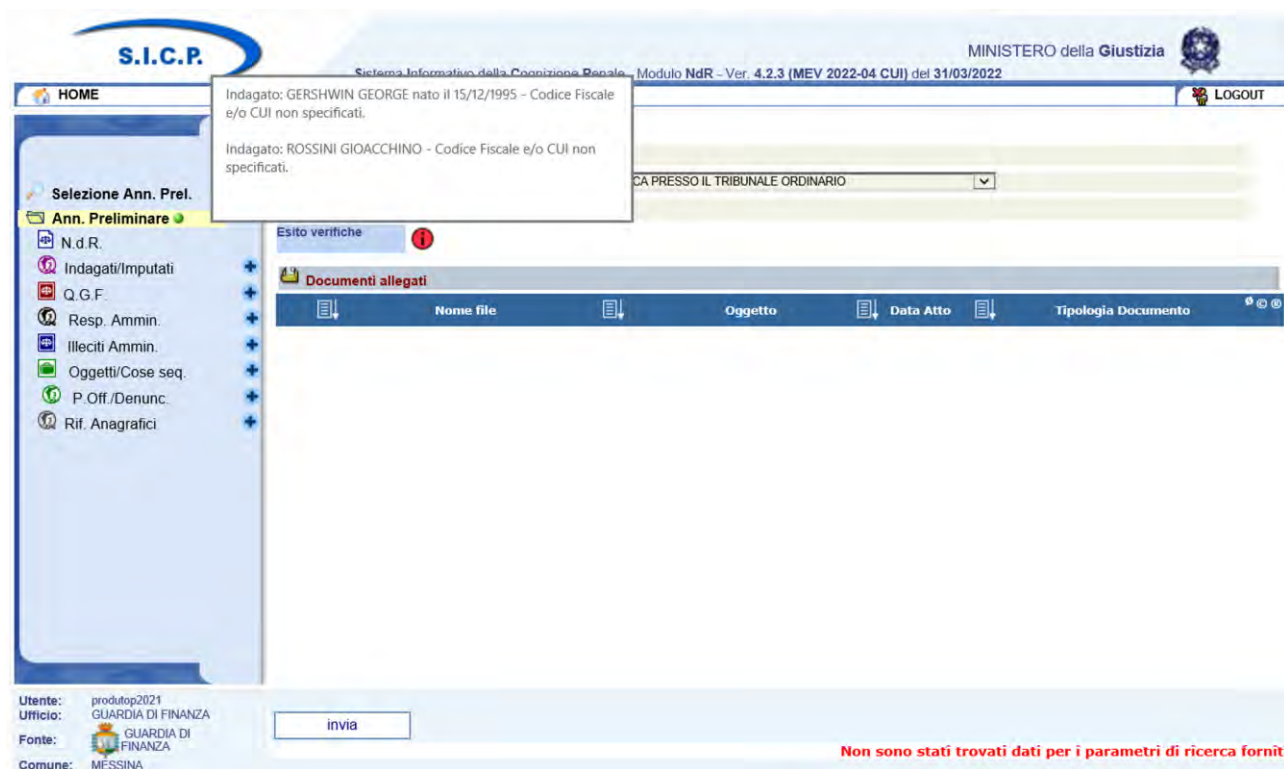 S.I.C.P.
MINISTERO della Giustizia
Sistema Informativo della Cognizione Penale - Modulo NdR - Ver. 4.2.3 (MEV 2022-04 CUI) del 31/03/2022
HOME
LOGOUT
Indagato: GERSHWIN GEORGE nato il 15/12/1995 - Codice Fiscale
e/o CUI non specificati.
Indagato: ROSSINI GIOACCHINO - Codice Fiscale e/o CUI non
specificati.
CA PRESSO IL TRIBUNALE ORDINARIO
Selezione Ann. Prel.
Ann. Preliminare
N.d.R.
Indagati/Imputati
Q.G.F.
Resp. Ammin.
Illeciti Ammin.
Oggetti/Cose seq.
P.Off./Denunc.
Rif. Anagrafici
Esito verifiche
Documenti allegati
Nome file Oggetto Data Atto Tipologia Documento
Utente: produtop2021
Ufficio: GUARDIA DI FINANZA
Fonte: GUARDIA DI
FINANZA
Comune: MESSINA
invia
Non sono stati trovati dati per i parametri di ricerca fornit